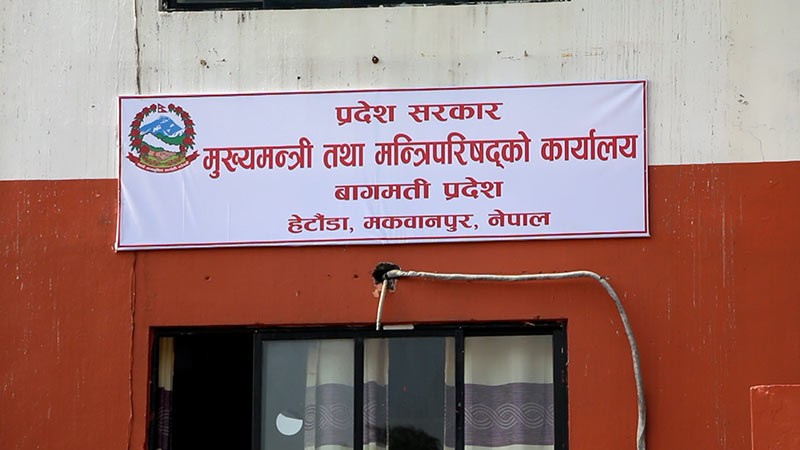 प्रदेश सरकार
मुख्यमन्त्री तथा मन्त्रिपरिषद्को कार्यालय
बागमती प्रदेश
हेटौंडा, मकवानपुर, नेपाल